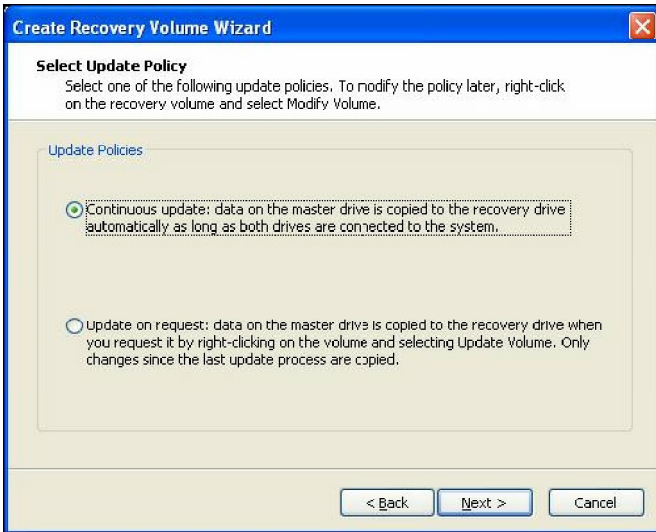 Create Recovery Volume Wizard
Select Update Policy
Select one of the following update policies. To modify the policy later, right-click
on the recovery volume and select Modify Volume.
Update Policies
Continuous update: data on the master drive is copied to the recovery drive
automatically as long as both drives are connected to the system.
Update on request: data on the master drive is copied to the recovery drive when
you request it by right-clicking on the volume and selecting Update Volume. Only
changes since the last update process are copied.
< Back Next > Cancel